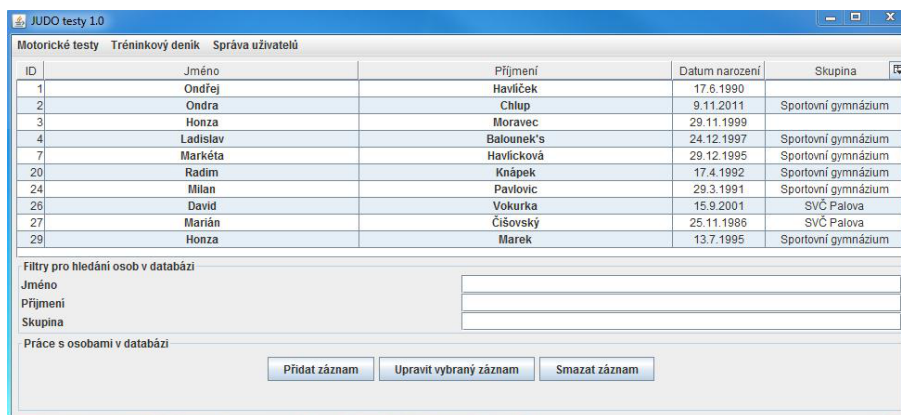 JUDO testy 1.0
Motorické testy Tréninkový deník Správa uživatelů
ID Jméno Příjmení Datum narození Skupina
1 Ondřej Havlíček 17.6.1990
2 Ondra Chlup 9.11.2011 Sportovní gymnázium
3 Honza Moravec 29.11.1999
4 Ladislav Balounek's 24.12.1997 Sportovní gymnázium
7 Markéta Havlicková 29.12.1995 Sportovní gymnázium
20 Radim Knápek 17.4.1992 Sportovní gymnázium
24 Milan Pavlovic 29.3.1991 Sportovní gymnázium
26 David Vokurka 15.9.2001 SVČ Palova
27 Marián Čišovský 25.11.1986 SVČ Palova
29 Honza Marek 13.7.1995 Sportovní gymnázium
Filtry pro hledání osob v databázi
Jméno
Příjmení
Skupina
Práce s osobami v databázi
Přidat záznam Upravit vybraný záznam Smazat záznam